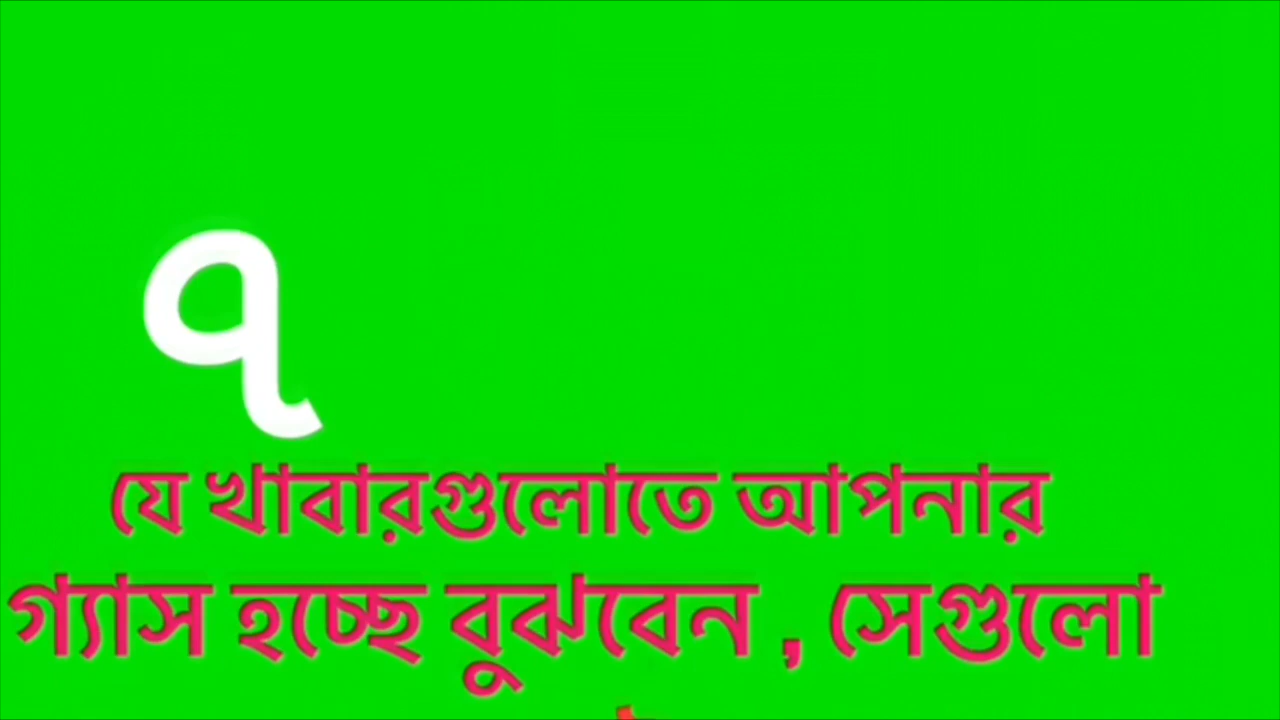 ৭
যে খাবারগুলোতে আপনার
গ্যাস হচ্ছে বুঝবেন , সেগুলো